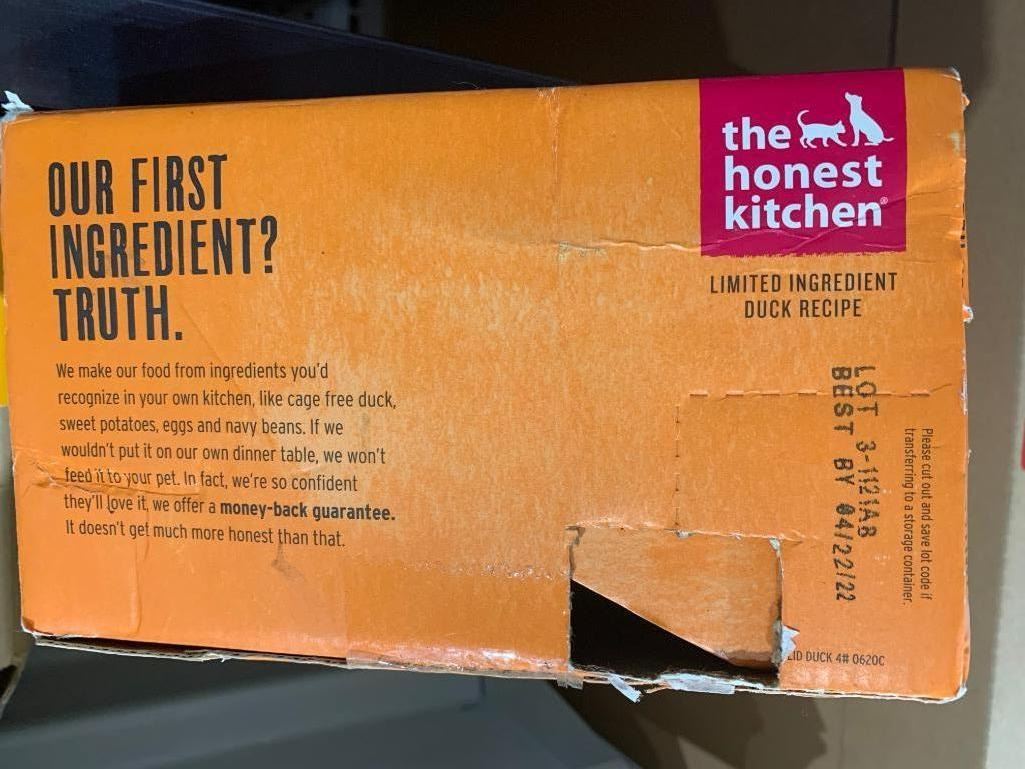 OUR FIRST
INGREDIENT?
TRUTH.
We make our food from ingredients you'd
recognize in your own kitchen, like cage free duck,
sweet potatoes, eggs and navy beans. If we
wouldn't put it on our own dinner table, we won't
feed it to your pet. In fact, we're so confident
they'll love it, we offer a money-back guarantee.
It doesn't get much more honest than that.
the
honest
kitchen®
LIMITED INGREDIENT
DUCK RECIPE
LOT 3-1121AB
BEST BY 04/22/22
Please cut out and save lot code if
transferring to a storage container.
LID DUCK 4# 0620C